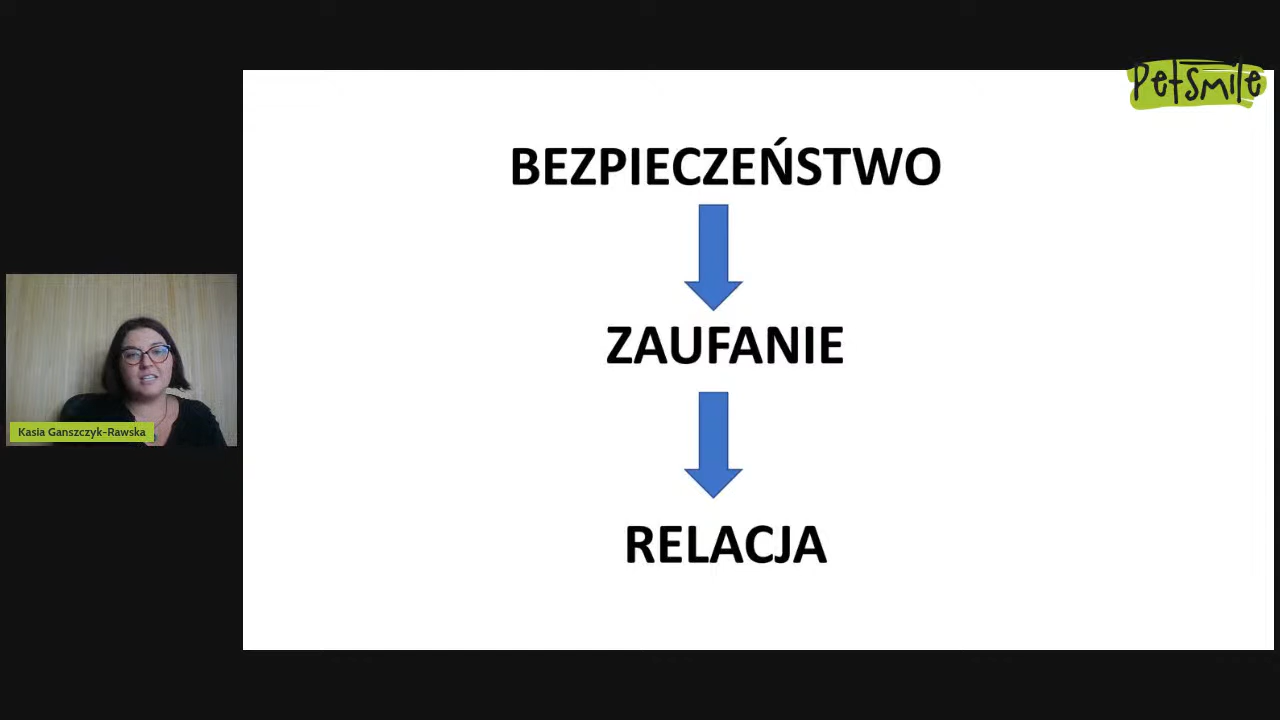 PetSmile
BEZPIECZEŃSTWO
ZAUFANIE
RELACJA
Kasia Ganszczyk-Rawska